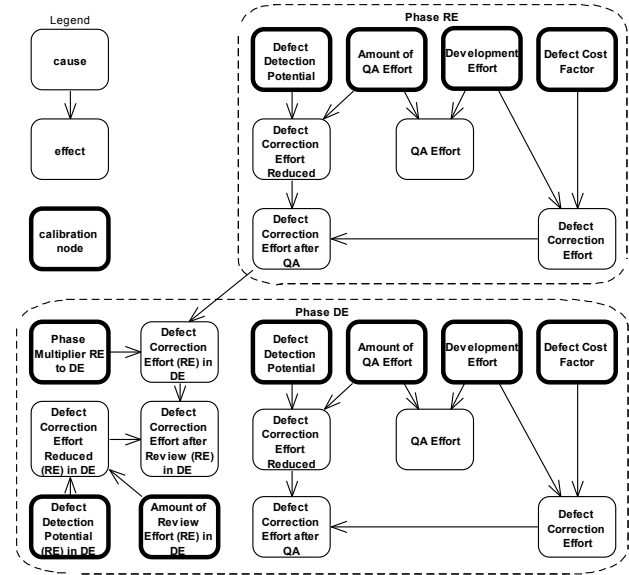 Legend
cause
effect
calibration
node
Phase RE
Defect
Detection
Potential
Amount of
QA Effort
Development
Effort
Defect Cost
Factor
Defect
Correction
Effort
Reduced
QA Effort
Defect
Correction
Effort after
QA
Defect
Correction
Effort
Phase DE
Phase
Multiplier RE
to DE
Defect
Correction
Effort (RE) in
DE
Defect
Detection
Potential
Amount of
QA Effort
Development
Effort
Defect Cost
Factor
Defect
Correction
Effort
Reduced (RE) in DE
Defect
Correction
Effort after
Review (RE)
in DE
Defect
Correction
Effort
Reduced
QA Effort
Defect
Detection
Potential
(RE) in DE
Amount of
Review
Effort (RE) in
DE
Defect
Correction
Effort after
QA
Defect
Correction
Effort